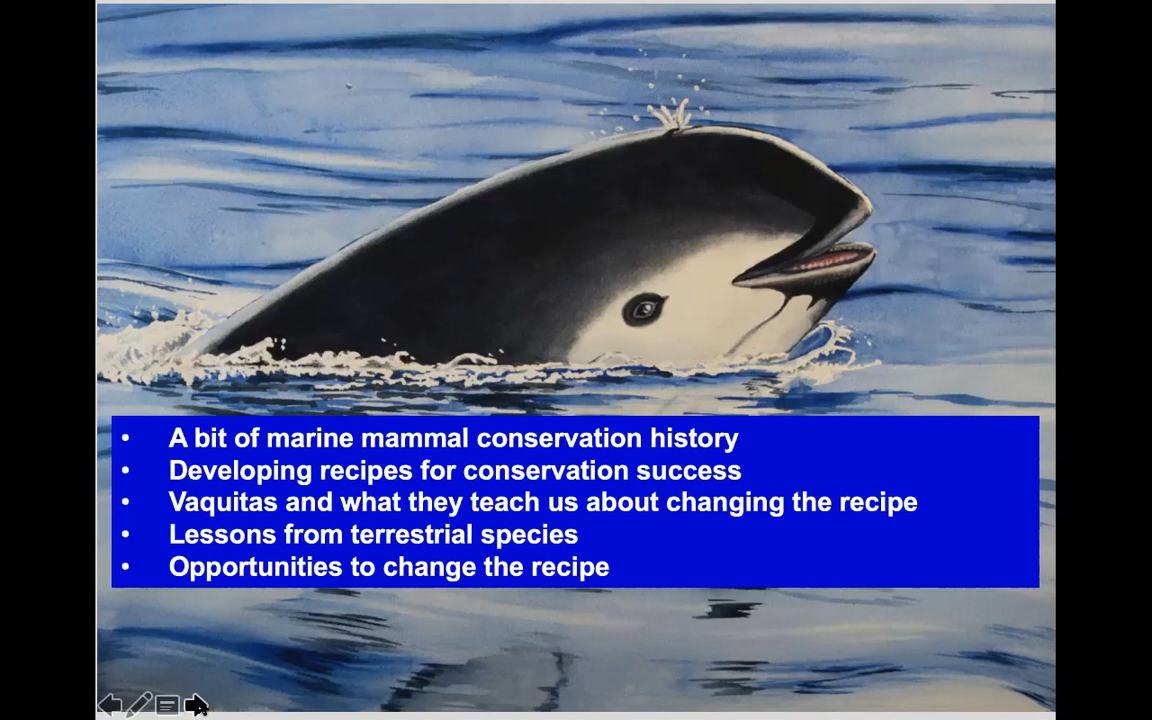 • A bit of marine mammal conservation history
• Developing recipes for conservation success
• Vaquitas and what they teach us about changing the recipe
• Lessons from terrestrial species
• Opportunities to change the recipe